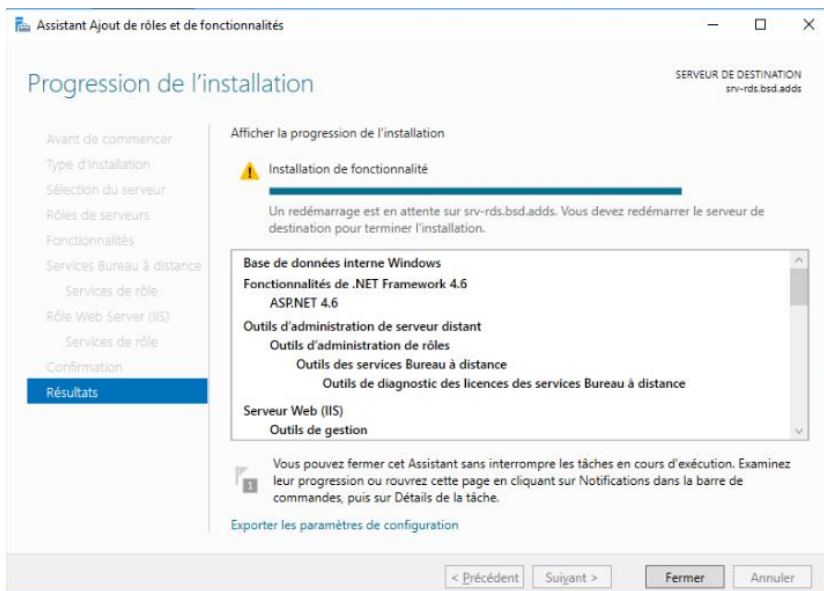 Assistant Ajout de rôles et de fonctionnalités
Progression de l'installation
SERVEUR DE DESTINATION
srv-rds.bsd.adds
Avant de commencer
Type d'installation
Sélection du serveur
Rôles de serveurs
Fonctionnalités
Services Bureau à distance
Services de rôle
Rôle Web Server (IIS)
Services de rôle
Confirmation
Résultats
Afficher la progression de l'installation
Installation de fonctionnalité
Un redémarrage est en attente sur srv-rds.bsd.adds. Vous devez redémarrer le serveur de
destination pour terminer l'installation.
Base de données interne Windows
Fonctionnalités de .NET Framework 4.6
ASP.NET 4.6
Outils d'administration de serveur distant
Outils d'administration de rôles
Outils des services Bureau à distance
Outils de diagnostic des licences des services Bureau à distance
Serveur Web (IIS)
Outils de gestion
1
Vous pouvez fermer cet Assistant sans interrompre les tâches en cours d'exécution. Examinez
leur progression ou rouvrez cette page en cliquant sur Notifications dans la barre de
commandes, puis sur Détails de la tâche.
Exporter les paramètres de configuration
< Précédent
Suivant >
Fermer
Annuler